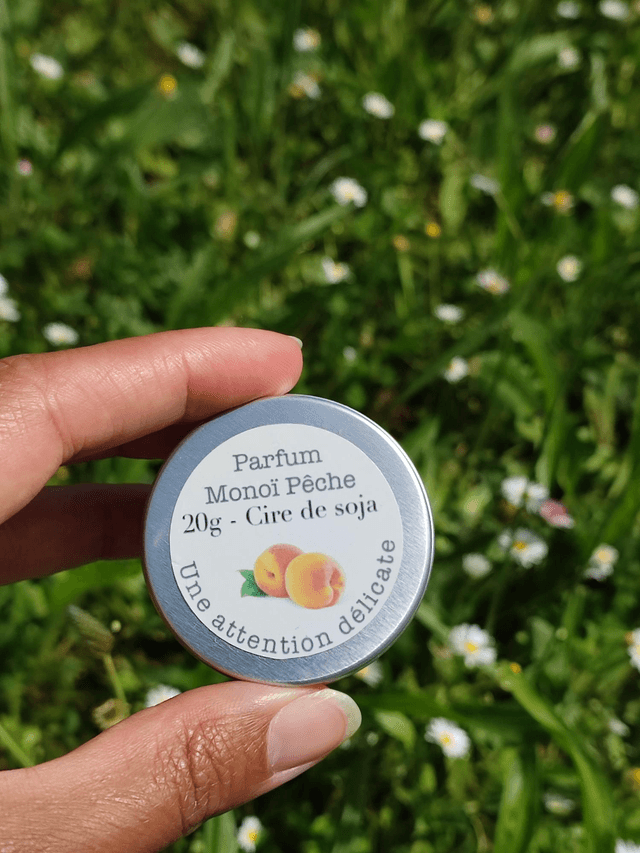 Parfum
Monoï Pêche
20g - Cire de soja
Une attention délicate